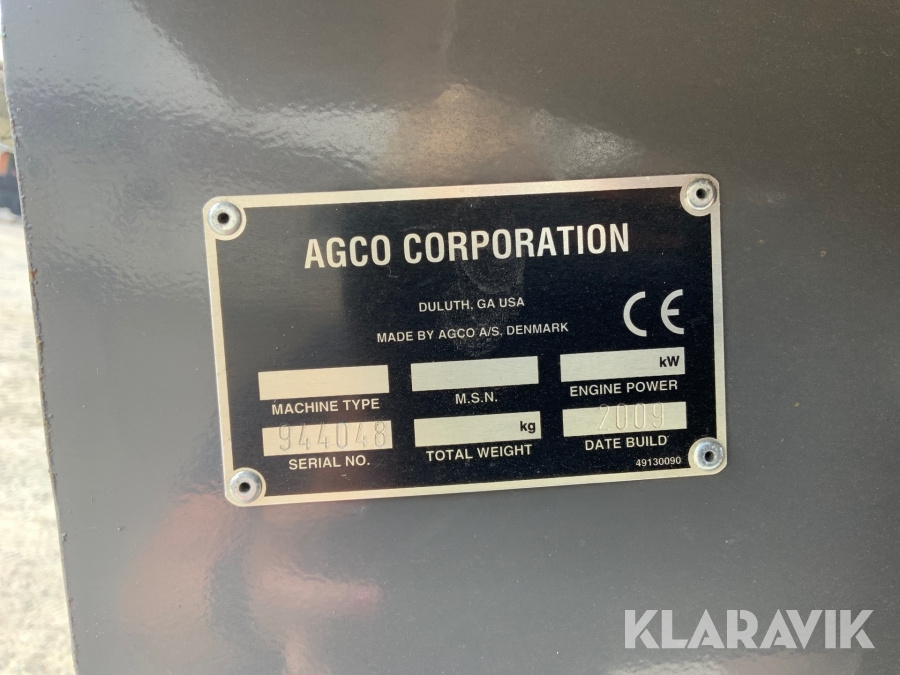 AGCO CORPORATION
DULUTH, GA USA
MADE BY AGCO A/S, DENMARK
CE
kW
MACHINE TYPE
M.S.N.
ENGINE POWER
944048
kg
2009
SERIAL NO.
TOTAL WEIGHT
DATE BUILD
49130090
KLARAVIK